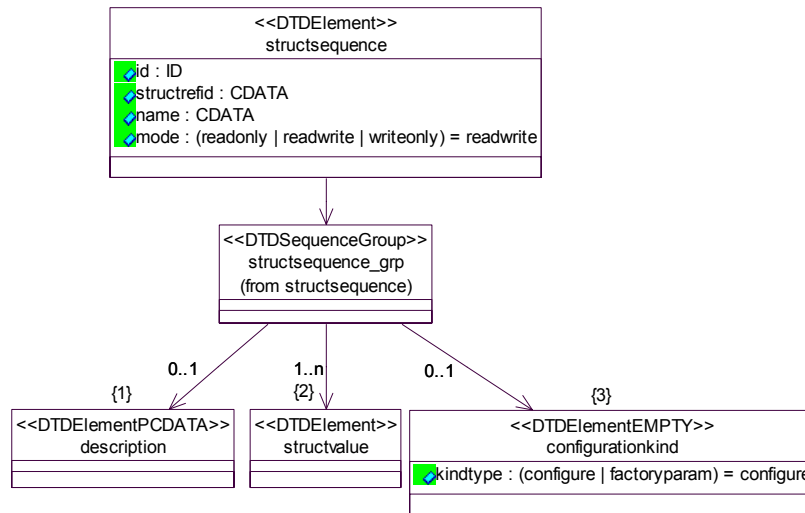 <<DTDElement>>
structsequence
id : ID
structrefid : CDATA
name : CDATA
mode : (readonly | readwrite | writeonly) = readwrite
<<DTDSequenceGroup>>
structsequence_grp
(from structsequence)
0..1
1..n
0..1
{1}
{2}
{3}
<<DTDElementPCDATA>>
description
<<DTDElement>>
structvalue
<<DTDElementEMPTY>>
configurationkind
kindtype : (configure | factoryparam) = configure